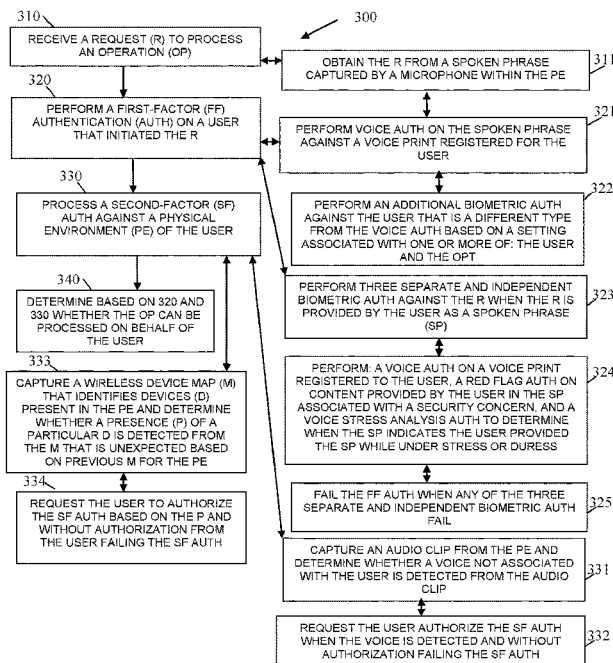 310
300
RECEIVE A REQUEST (R) TO PROCESS
AN OPERATION (OP)
OBTAIN THE R FROM A SPOKEN PHRASE
CAPTURED BY A MICROPHONE WITHIN THE PE
311
320
PERFORM A FIRST-FACTOR (FF)
AUTHENTICATION (AUTH) ON A USER
THAT INITIATED THE R
321
PERFORM VOICE AUTH ON THE SPOKEN PHRASE
AGAINST A VOICE PRINT REGISTERED FOR THE
USER
330
PROCESS A SECOND-FACTOR (SF)
AUTH AGAINST A PHYSICAL
ENVIRONMENT (PE) OF THE USER
PERFORM AN ADDITIONAL BIOMETRIC AUTH
AGAINST THE USER THAT IS A DIFFERENT TYPE
FROM THE VOICE AUTH BASED ON A SETTING
ASSOCIATED WITH ONE OR MORE OF: THE USER
AND THE OPT
322
340
DETERMINE BASED ON 320 AND
330 WHETHER THE OP CAN BE
PROCESSED ON BEHALF OF
THE USER
PERFORM THREE SEPARATE AND INDEPENDENT
BIOMETRIC AUTH AGAINST THE R WHEN THE R IS
PROVIDED BY THE USER AS A SPOKEN PHRASE
(SP)
323
333
CAPTURE A WIRELESS DEVICE MAP (M)
THAT IDENTIFIES DEVICES (D)
PRESENT IN THE PE AND DETERMINE
WHETHER A PRESENCE (P) OF A
PARTICULAR D IS DETECTED FROM
THE M THAT IS UNEXPECTED BASED
ON PREVIOUS M FOR THE PE
PERFORM: A VOICE AUTH ON A VOICE PRINT
REGISTERED TO THE USER, A RED FLAG AUTH ON
CONTENT PROVIDED BY THE USER IN THE SP
ASSOCIATED WITH A SECURITY CONCERN, AND A
VOICE STRESS ANALYSIS AUTH TO DETERMINE
WHEN THE SP INDICATES THE USER PROVIDED
THE SP WHILE UNDER STRESS OR DURESS
324
334
REQUEST THE USER TO AUTHORIZE
THE SF AUTH BASED ON THE P AND
WITHOUT AUTHORIZATION FROM
THE USER FAILING THE SF AUTH
FAIL THE FF AUTH WHEN ANY OF THE THREE
SEPARATE AND INDEPENDENT BIOMETRIC AUTH
FAIL
325
CAPTURE AN AUDIO CLIP FROM THE PE AND
DETERMINE WHETHER A VOICE NOT ASSOCIATED
WITH THE USER IS DETECTED FROM THE AUDIO
CLIP
331
REQUEST THE USER AUTHORIZE THE SF AUTH
WHEN THE VOICE IS DETECTED AND WITHOUT
AUTHORIZATION FAILING THE SF AUTH
332